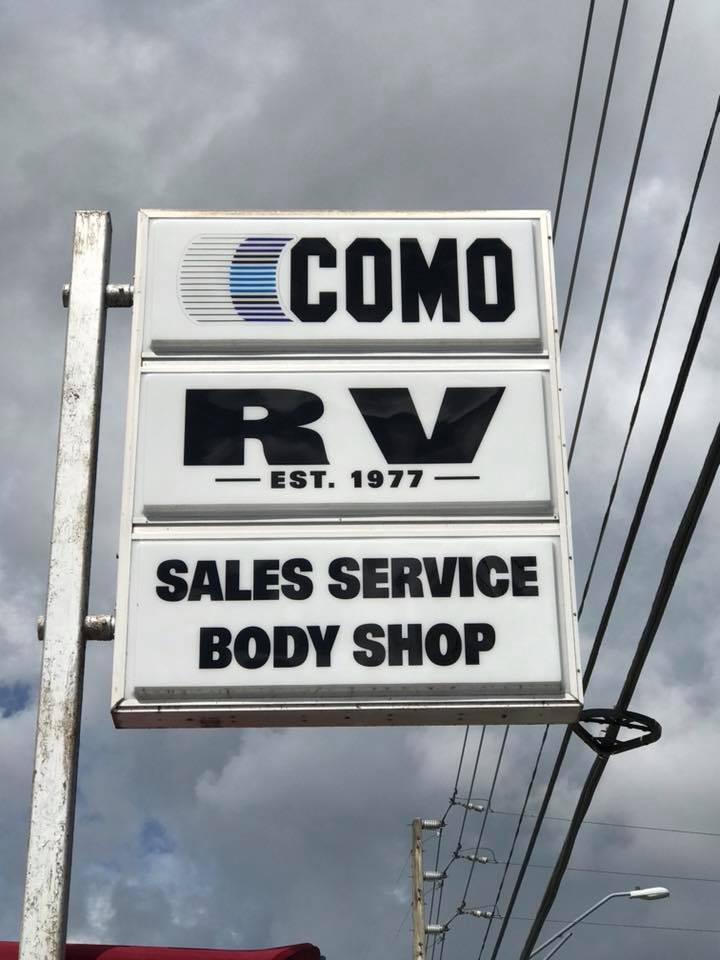 COMO
RV
EST. 1977
SALES SERVICE
BODY SHOP